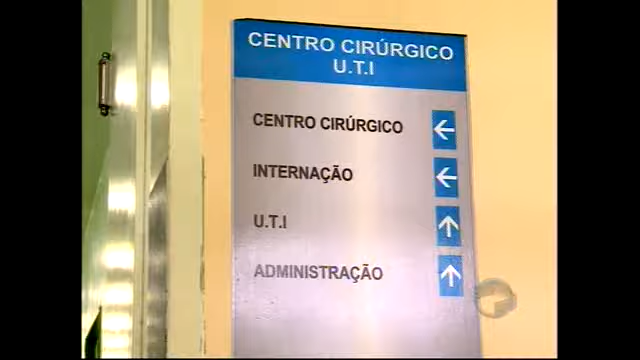 CENTRO CIRÚRGICO
U.T.I
CENTRO CIRÚRGICO
INTERNAÇÃO
U.T.I
ADMINISTRAÇÃO